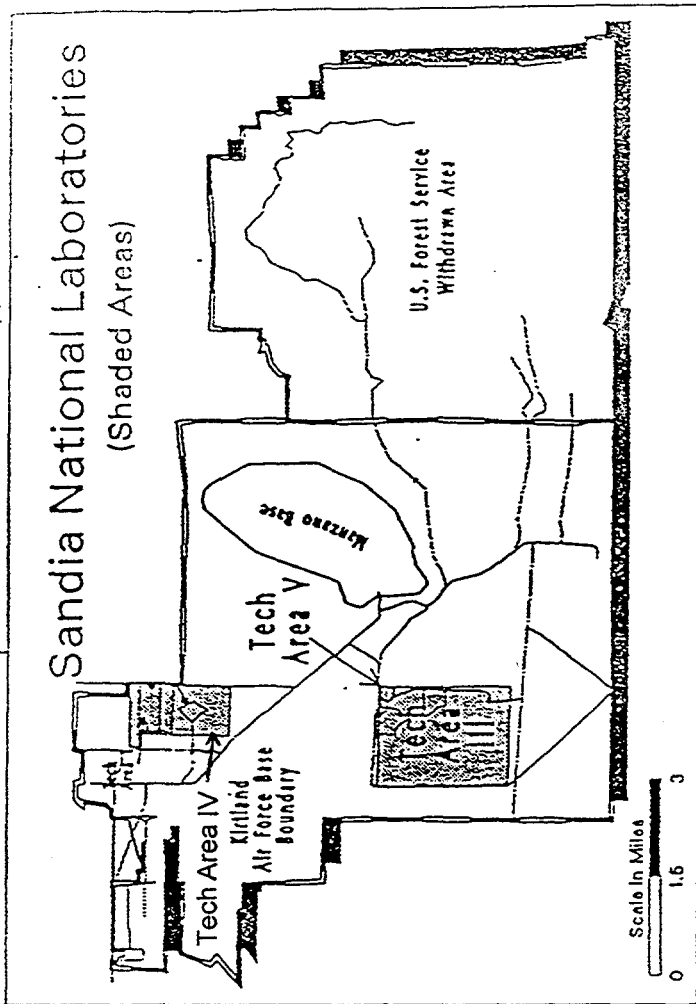 Sandia National Laboratories
(Shaded Areas)
Tech
Tech Area IV
Kirtland
Air Force Base
Boundary
Tech
Area V
Tech
Area
III
Manzano Base
U.S. Forest Service
Withdrawn Area
Scale In Miles
0 1.5 3